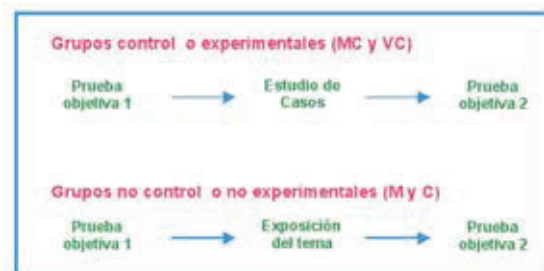 Grupos control o experimentales (MC y VC)
Prueba Estudio de Prueba
objetiva 1 Casos objetiva 2
Grupos no control o no experimentales (M y C)
Prueba Exposición Prueba
objetiva 1 del tema objetiva 2